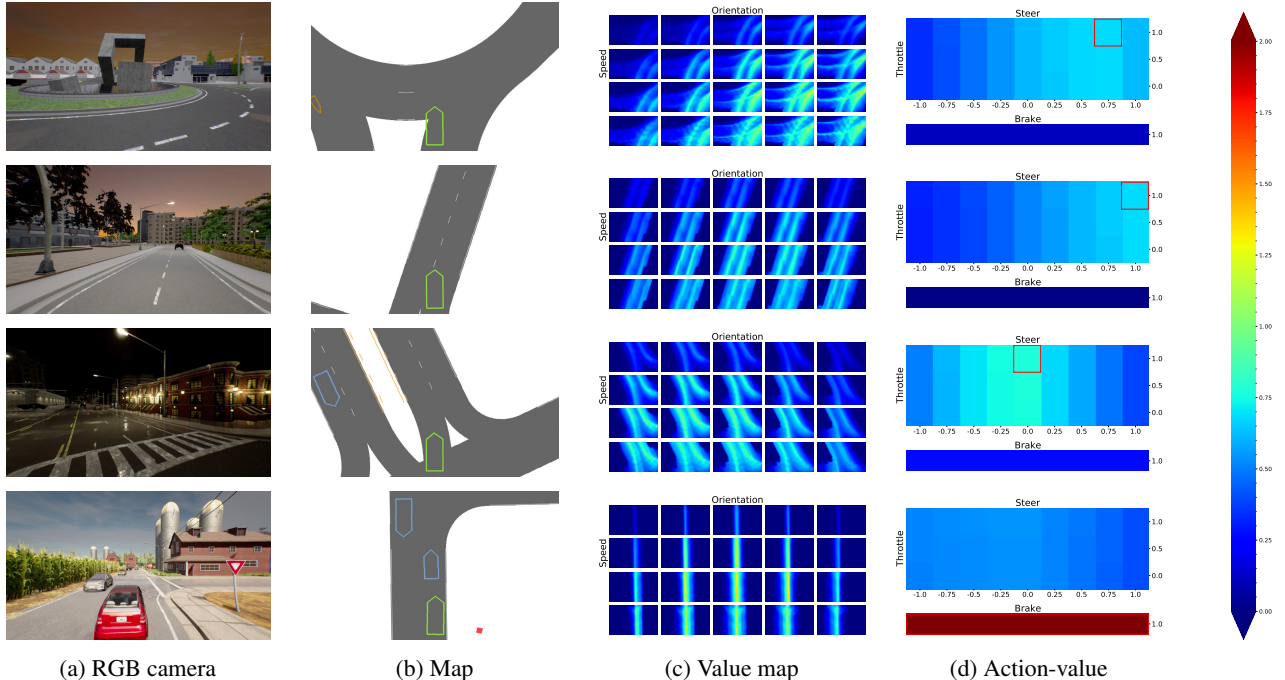 Orientation
Speed
Steer
Throttle
1.0
0.5
0.0
-1.0 -0.75 -0.5 -0.25 0.0 0.25 0.5 0.75 1.0
Brake
1.0
Orientation
Speed
Steer
Throttle
1.0
0.5
0.0
-1.0 -0.75 -0.5 -0.25 0.0 0.25 0.5 0.75 1.0
Brake
1.0
Orientation
Speed
Steer
Throttle
1.0
0.5
0.0
-1.0 -0.75 -0.5 -0.25 0.0 0.25 0.5 0.75 1.0
Brake
1.0
Orientation
Speed
Steer
Throttle
1.0
0.5
0.0
-1.0 -0.75 -0.5 -0.25 0.0 0.25 0.5 0.75 1.0
Brake
1.0
2.00
1.75
1.50
1.25
1.00
0.75
0.50
0.25
0.00
(a) RGB camera
(b) Map
(c) Value map
(d) Action-value